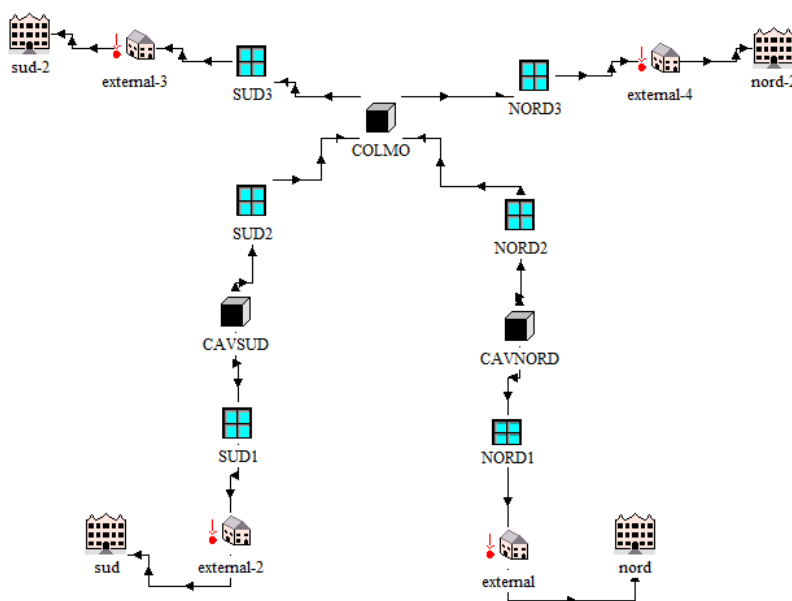 sud-2
external-3
SUD3
NORD3
external-4
nord-2
COLMO
SUD2
NORD2
CAVSUD
CAVNORD
SUD1
NORD1
sud
external-2
external
nord